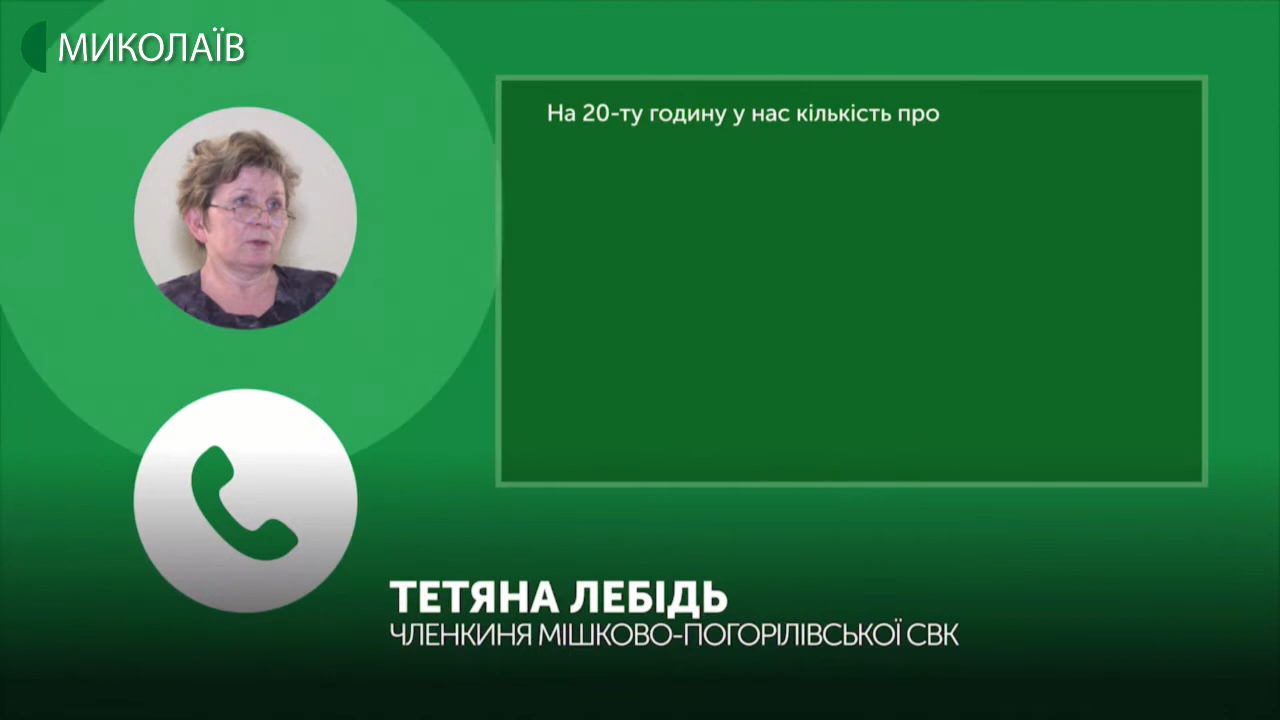 МИКОЛАЇВ
На 20-ту годину у нас кількість про
ТЕТЯНА ЛЕБІДЬ
ЧЛЕНКИНЯ МІШКОВО-ПОГОРІЛІВСЬКОЇ СВК